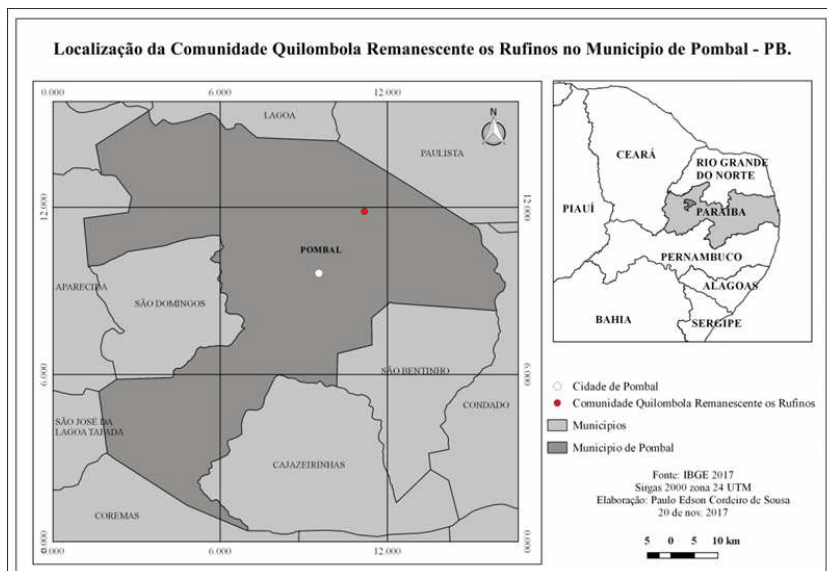 Localização da Comunidade Quilombola Remanescente os Rufinos no Municipio de Pombal - PB.
0.000
6.000
12.000
LAGOA
N
PAULISTA
12.000
12.000
POMBAL
APARECIDA
SÃO DOMINGOS
6.000
6.000
SÃO BENTINHO
CONDADO
SÃO JOSÉ DA
LAGOA TAPADA
CAJAZEIRINHAS
COREMAS
0.000
0.000
0.000
6.000
12.000
CEARÁ
RIO GRANDE
DO NORTE
PIAUÍ
PARAÍBA
PERNAMBUCO
ALAGOAS
BAHIA
SERGIPE
Cidade de Pombal
Comunidade Quilombola Remanescente os Rufinos
Municipios
Municipio de Pombal
Fonte: IBGE 2017
Sirgas 2000 zona 24 UTM
Elaboração: Paulo Edson Cordeiro de Sousa
20 de nov. 2017
5 0 5 10 km